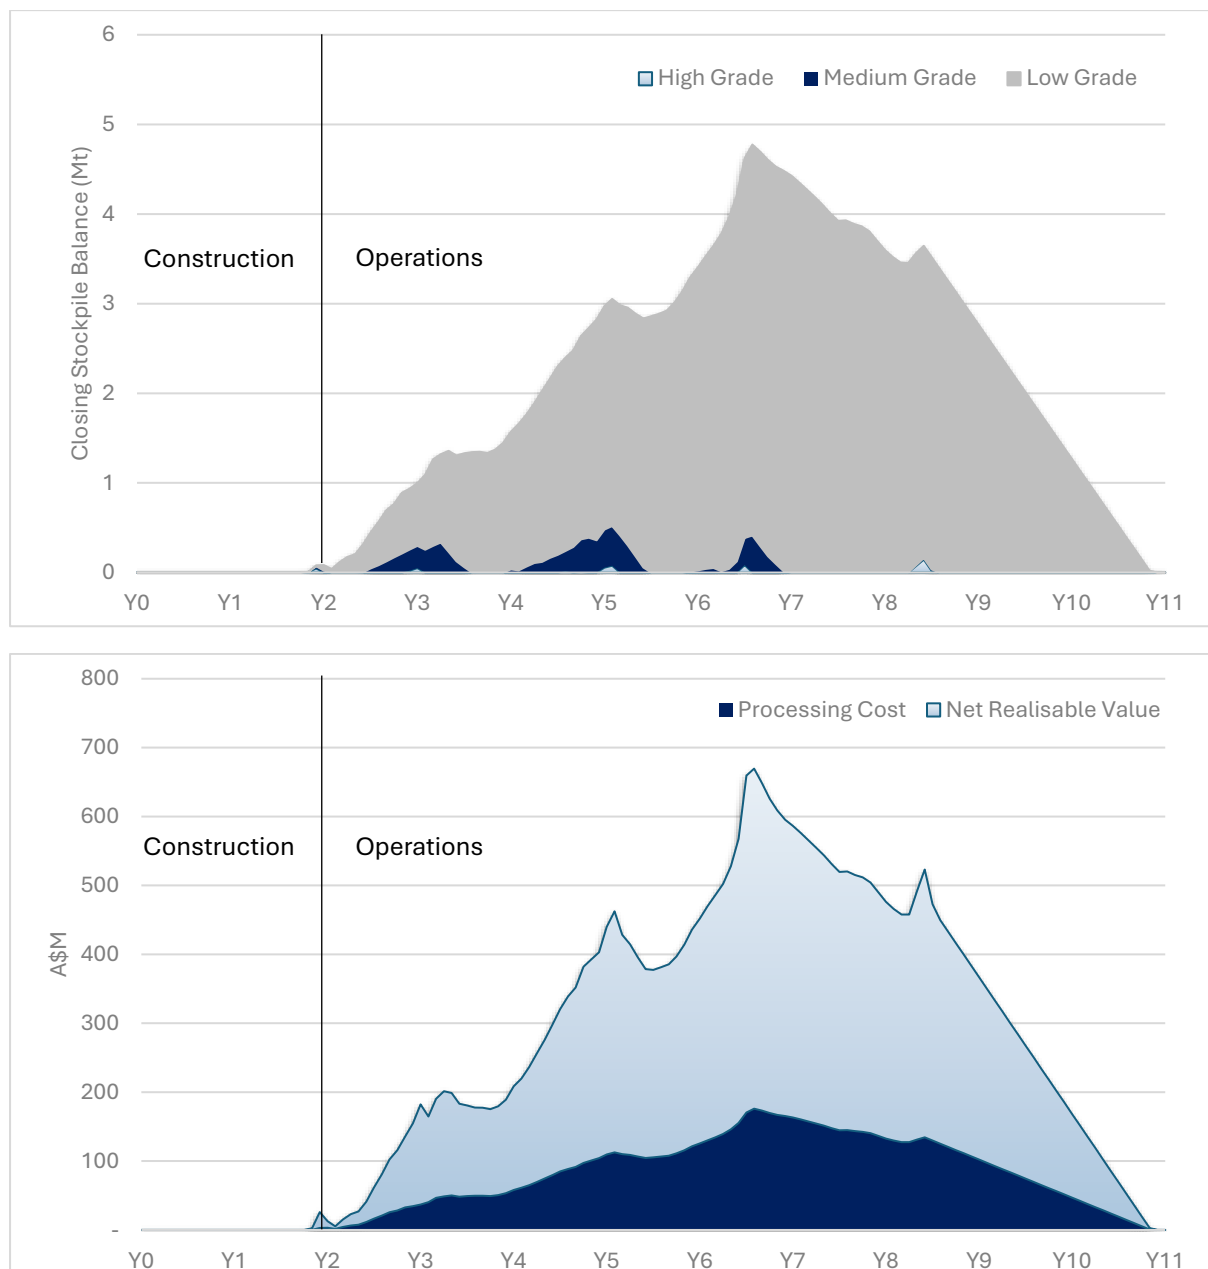 6
High Grade Medium Grade Low Grade
5
4
3
2
1
0
Closing Stockpile Balance (Mt)
Construction Operations
Y0 Y1 Y2 Y3 Y4 Y5 Y6 Y7 Y8 Y9 Y10 Y11
800
Processing Cost Net Realisable Value
700
600
500
400
300
200
100
-
A$M
Construction Operations
Y0 Y1 Y2 Y3 Y4 Y5 Y6 Y7 Y8 Y9 Y10 Y11